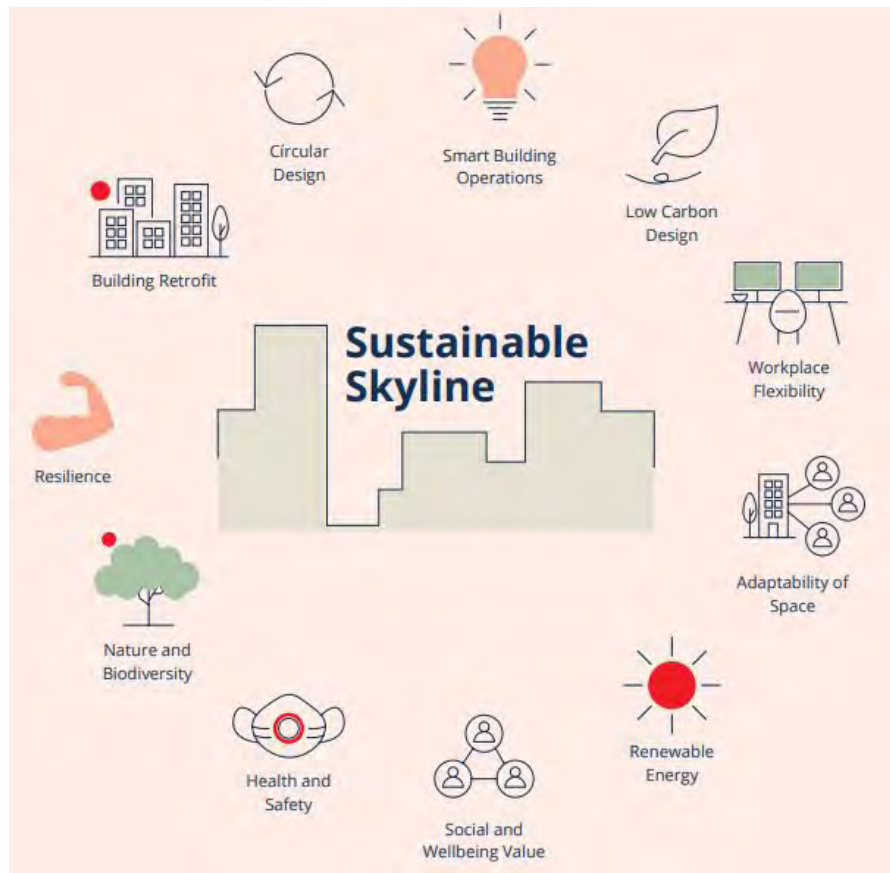 Circular
Design
Smart Building
Operations
Low Carbon
Design
Building Retrofit
Workplace
Flexibility
Sustainable
Skyline
Resilience
Adaptability of
Space
Nature and
Biodiversity
Renewable
Energy
Health and
Safety
Social and
Wellbeing Value